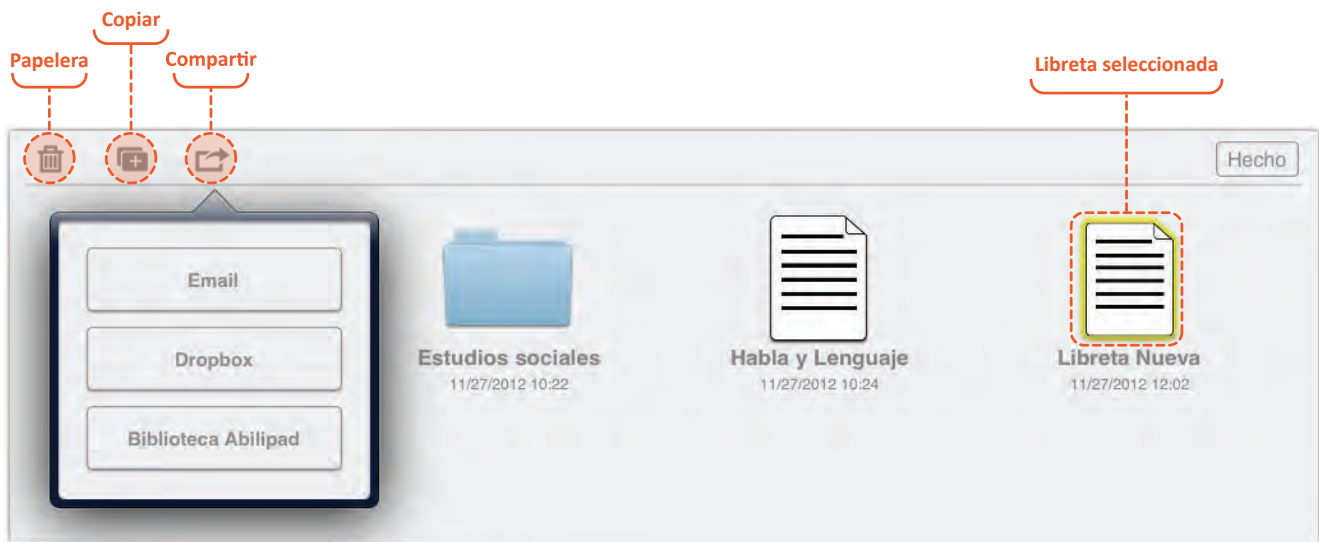 Copiar
Papelera
Compartir
Libreta seleccionada
Hecho
Email
Dropbox
Biblioteca Abilipad
Estudios sociales
11/27/2012 10:22
Habla y Lenguaje
11/27/2012 10:24
Libreta Nueva
11/27/2012 12:02